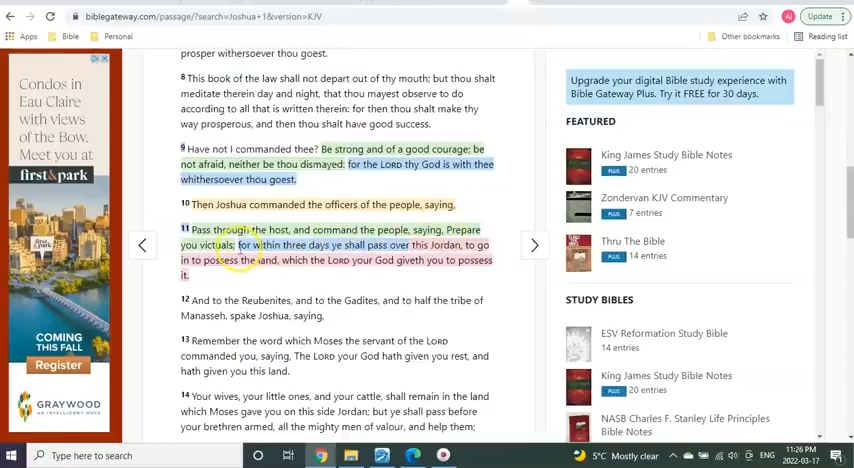 biblegateway.com/passage/?search=Joshua+1&version=KJV
AI
Update
Apps
Bible
Personal
Other bookmarks
Reading list
Condos in
Eau Claire
with views
of the Bow.
Meet you at
first&park
first
&park
COMING
THIS FALL
Register
GRAYWOOD
prosper withersoever thou goest.
8 This book of the law shall not depart out of thy mouth; but thou shalt
meditate therein day and night, that thou mayest observe to do
according to all that is written therein: for then thou shalt make thy
way prosperous, and then thou shalt have good success.
9 Have not I commanded thee? Be strong and of a good courage; be
not afraid, neither be thou dismayed: for the LORD thy God is with thee
whithersoever thou goest.
10 Then Joshua commanded the officers of the people, saying,
11 Pass through the host, and command the people, saying, Prepare
you victuals; for within three days ye shall pass over this Jordan, to go
in to possess the land, which the LORD your God giveth you to possess
it.
12 And to the Reubenites, and to the Gadites, and to half the tribe of
Manasseh, spake Joshua, saying,
13 Remember the word which Moses the servant of the LORD
commanded you, saying, The LORD your God hath given you rest, and
hath given you this land.
14 Your wives, your little ones, and your cattle, shall remain in the land
which Moses gave you on this side Jordan; but ye shall pass before
your brethren armed, all the mighty men of valour, and help them;
Upgrade your digital Bible study experience with
Bible Gateway Plus. Try it FREE for 30 days.
FEATURED
King James Study Bible Notes
PLUS 20 entries
Zondervan KJV Commentary
PLUS 7 entries
Thru The Bible
PLUS 14 entries
STUDY BIBLES
ESV Reformation Study Bible
14 entries
King James Study Bible Notes
PLUS 20 entries
NASB Charles F. Stanley Life Principles
Bible Notes
Type here to search
5°C Mostly clear
ENG
11:26 PM
2022-03-17